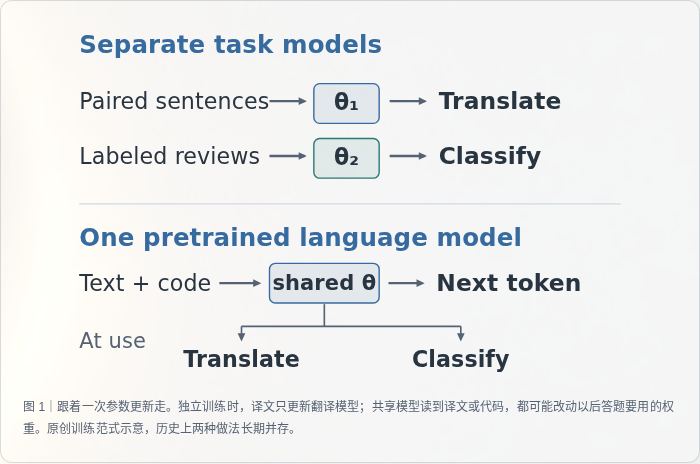 Separate task models
Paired sentences → θ₁ → Translate
Labeled reviews → θ₂ → Classify
One pretrained language model
Text + code → shared θ → Next token
At use
Translate Classify
图 1｜跟着一次参数更新走。独立训练时，译文只更新翻译模型；共享模型读到译文或代码，都可能改动以后答题要用的权
重。原创训练范式示意，历史上两种做法长期并存。